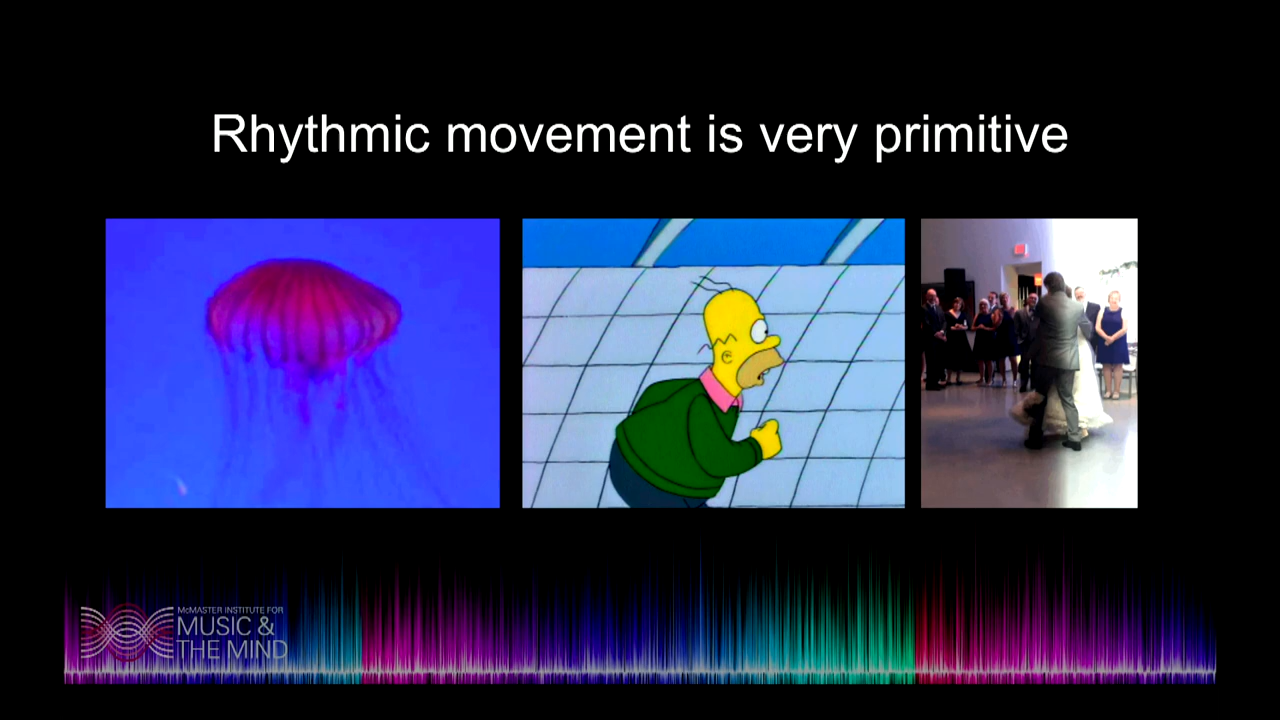 Rhythmic movement is very primitive
McMASTER INSTITUTE FOR
MUSIC &
THE MIND